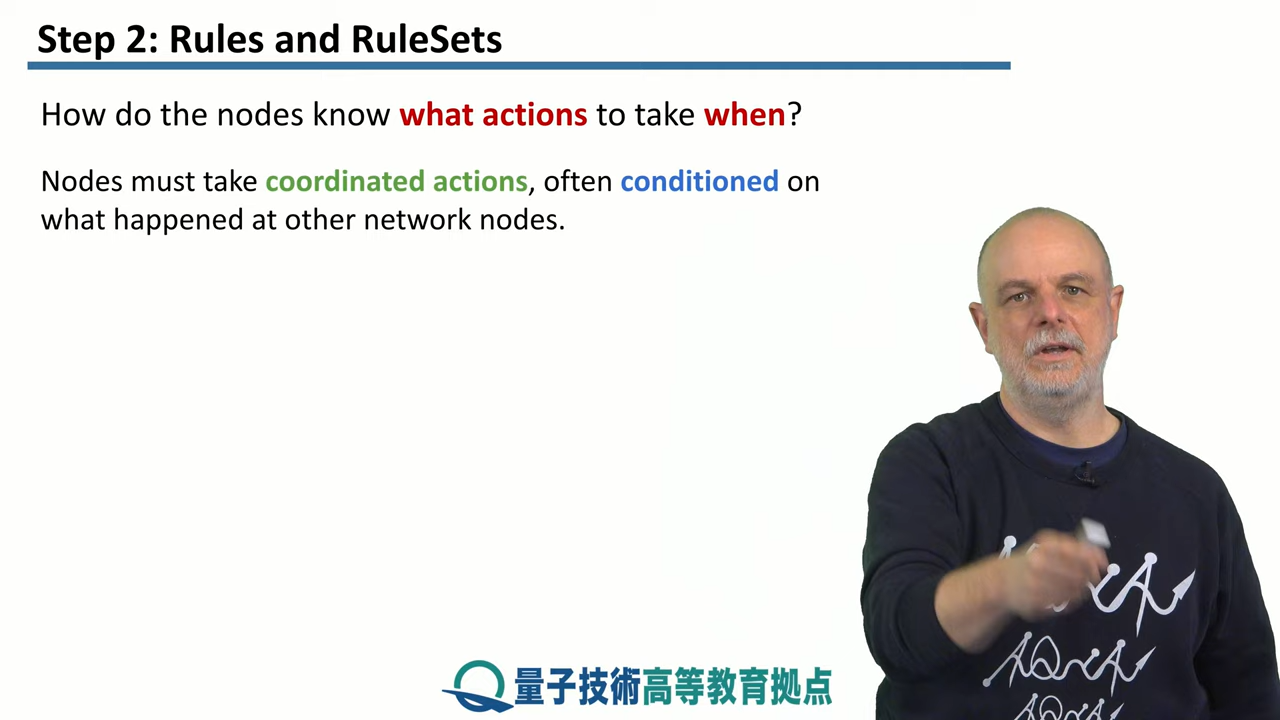 Step 2: Rules and RuleSets
How do the nodes know what actions to take when?
Nodes must take coordinated actions, often conditioned on
what happened at other network nodes.
量子技術高等教育拠点